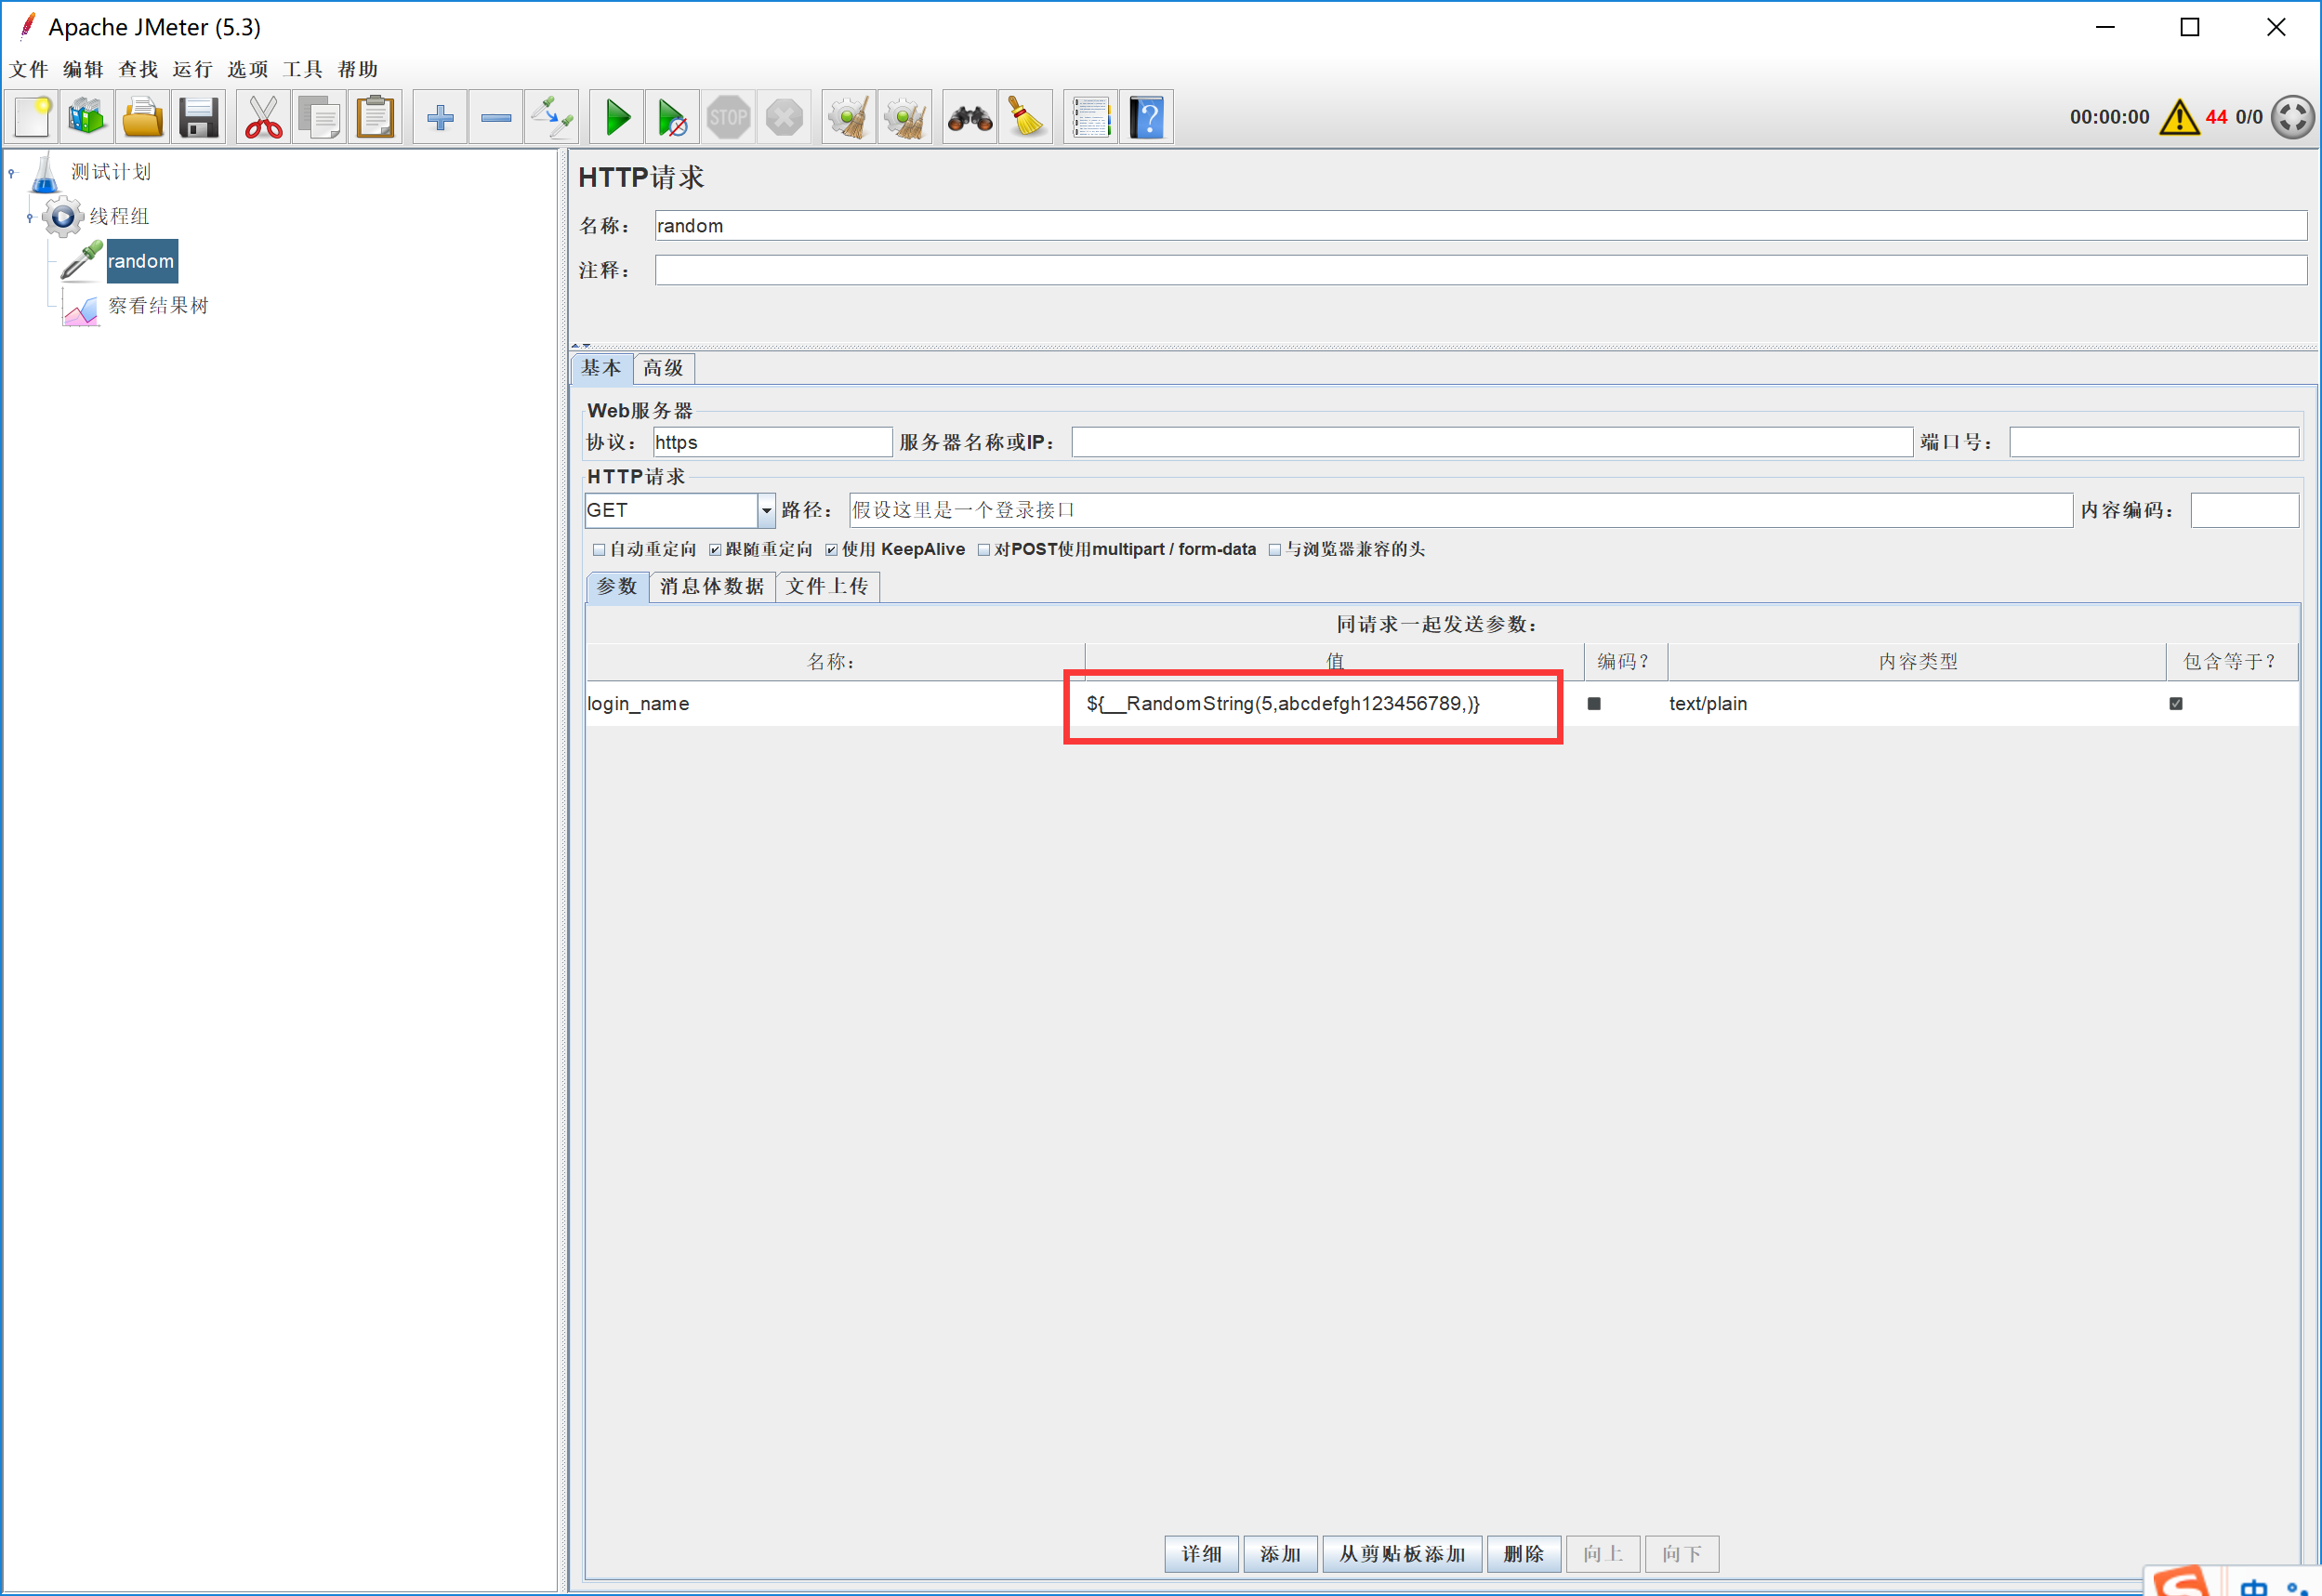 Apache JMeter (5.3)
文件 编辑 查找 运行 选项 工具 帮助
STOP
00:00:00 44 0/0
测试计划
线程组
random
察看结果树
HTTP请求
名称： random
注释：
基本 高级
Web服务器
协议： https 服务器名称或IP： 端口号：
HTTP请求
GET 路径： 假设这里是一个登录接口 内容编码：
自动重定向 跟随重定向 使用 KeepAlive 对POST使用multipart / form-data 与浏览器兼容的头
参数 消息体数据 文件上传
同请求一起发送参数：
名称： 值 编码？ 内容类型 包含等于？
login_name ${__RandomString(5,abcdefgh123456789,)} text/plain
详细 添加 从剪贴板添加 删除 向上 向下
中